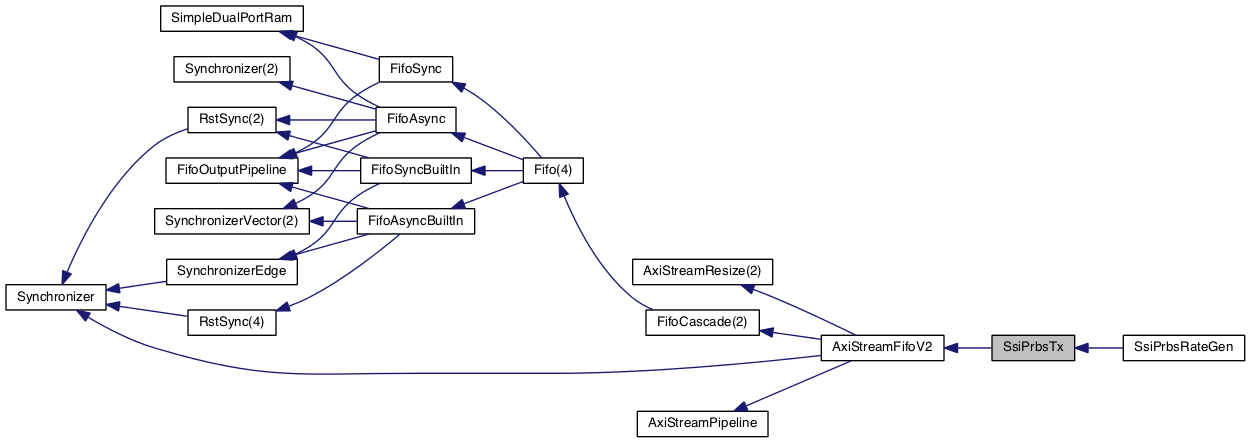 SimpleDualPortRam
Synchronizer(2)
FifoSync
RstSync(2)
FifoAsync
FifoOutputPipeline
FifoSyncBuiltIn
Fifo(4)
SynchronizerVector(2)
FifoAsyncBuiltIn
SynchronizerEdge
AxiStreamResize(2)
Synchronizer
RstSync(4)
FifoCascade(2)
AxiStreamFifoV2
SsiPrbsTx
SsiPrbsRateGen
AxiStreamPipeline